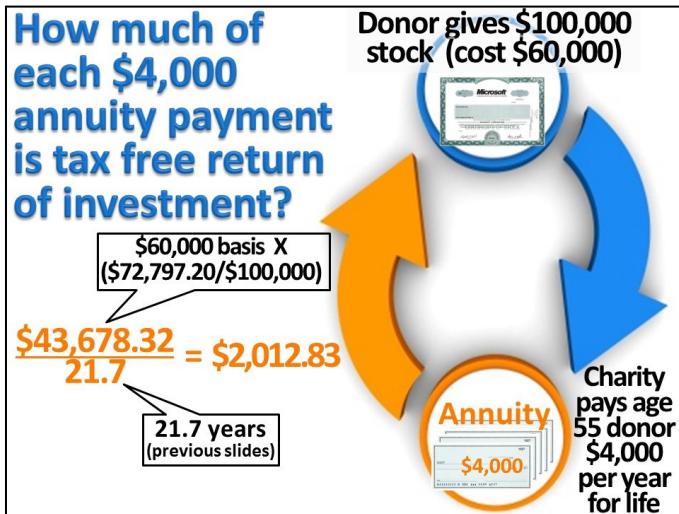 How much of
each $4,000
annuity payment
is tax free return
of investment?
Donor gives $100,000
stock (cost $60,000)
Microsoft
$60,000 basis X
($72,797.20/$100,000)
$43,678.32
21.7
= $2,012.83
21.7 years
(previous slides)
Annuity
$4,000
Charity
pays age
55 donor
$4,000
per year
for life